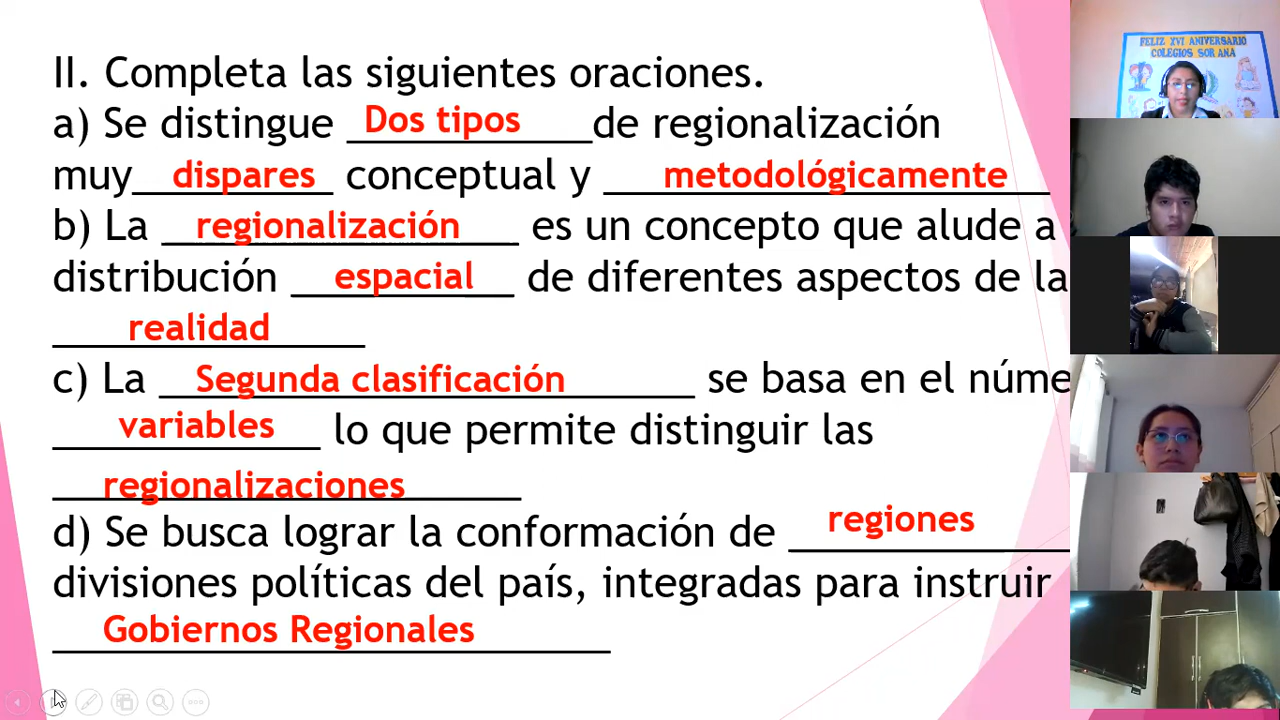 II. Completa las siguientes oraciones.
a) Se distingue Dos tipos de regionalización
muy dispares conceptual y metodológicamente
b) La regionalización es un concepto que alude a
distribución espacial de diferentes aspectos de la
realidad
c) La Segunda clasificación se basa en el núme
variables lo que permite distinguir las
regionalizaciones
d) Se busca lograr la conformación de regiones
divisiones políticas del país, integradas para instruir
Gobiernos Regionales
FELIZ XVI ANIVERSARIO
COLEGIOS SOR ANA